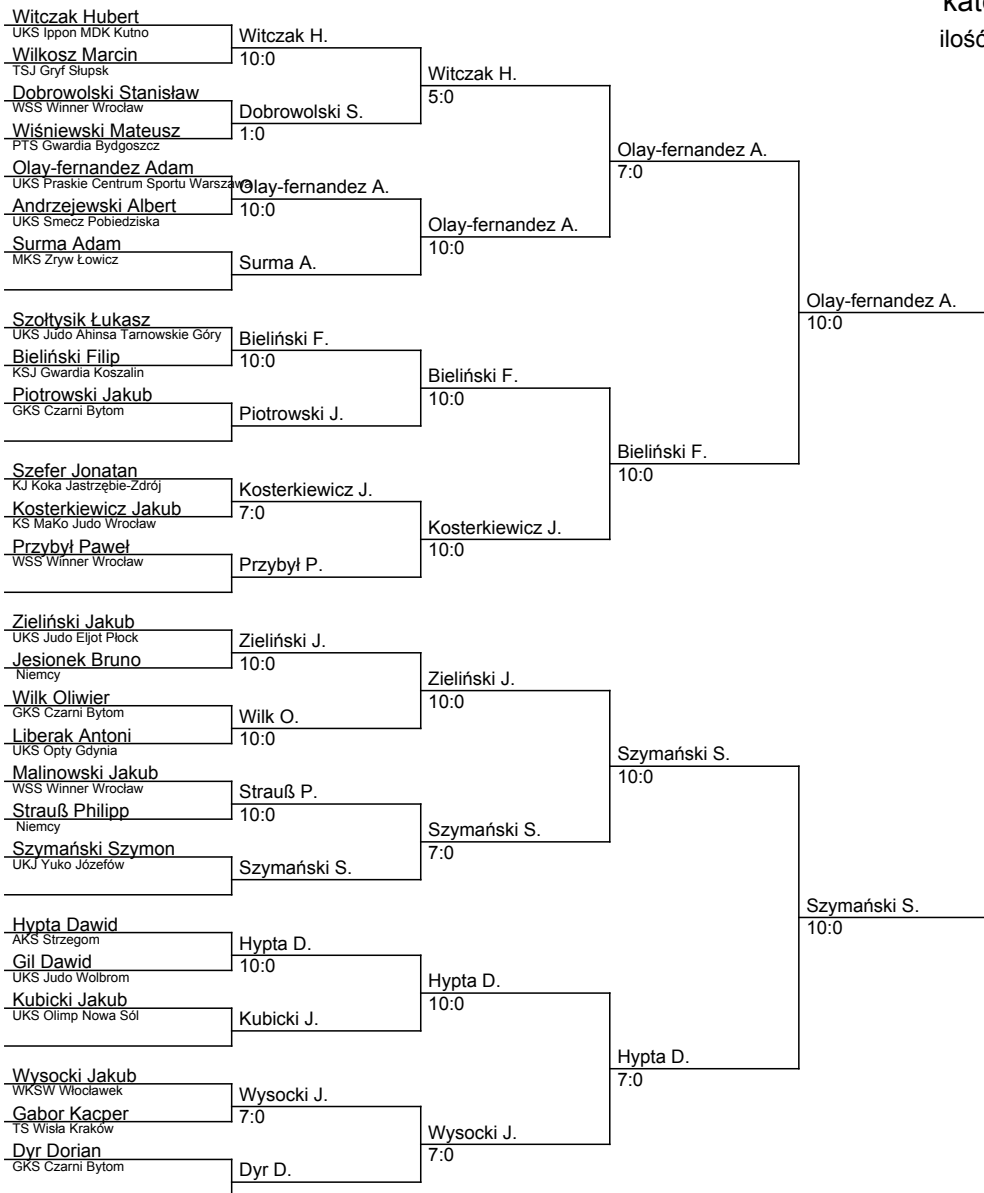 Witczak Hubert
UKS Ippon MDK Kutno
Wilkosz Marcin
TSJ Gryf Słupsk
Dobrowolski Stanisław
WSS Winner Wrocław
Wiśniewski Mateusz
PTS Gwardia Bydgoszcz
Olay-fernandez Adam
UKS Praskie Centrum Sportu Warszawa
Andrzejewski Albert
UKS Smecz Pobiedziska
Surma Adam
MKS Zryw Łowicz
Szołtysik Łukasz
UKS Judo Ahinsa Tarnowskie Góry
Bieliński Filip
KSJ Gwardia Koszalin
Piotrowski Jakub
GKS Czarni Bytom
Szefer Jonatan
KJ Koka Jastrzębie-Zdrój
Kosterkiewicz Jakub
KS MaKo Judo Wrocław
Przybył Paweł
WSS Winner Wrocław
Zieliński Jakub
UKS Judo Eljot Płock
Jesionek Bruno
Niemcy
Wilk Oliwier
GKS Czarni Bytom
Liberak Antoni
UKS Opty Gdynia
Malinowski Jakub
WSS Winner Wrocław
Strauß Philipp
Niemcy
Szymański Szymon
UKJ Yuko Józefów
Hypta Dawid
AKS Strzegom
Gil Dawid
UKS Judo Wolbrom
Kubicki Jakub
UKS Olimp Nowa Sól
Wysocki Jakub
WKSW Włocławek
Gabor Kacper
TS Wisła Kraków
Dyr Dorian
GKS Czarni Bytom
Witczak H.
10:0
Dobrowolski S.
1:0
Olay-fernandez A.
10:0
Surma A.
Bieliński F.
10:0
Piotrowski J.
Kosterkiewicz J.
7:0
Przybył P.
Zieliński J.
10:0
Wilk O.
10:0
Strauß P.
10:0
Szymański S.
Hypta D.
10:0
Kubicki J.
Wysocki J.
7:0
Dyr D.
Witczak H.
5:0
Olay-fernandez A.
10:0
Bieliński F.
10:0
Kosterkiewicz J.
10:0
Zieliński J.
10:0
Szymański S.
7:0
Hypta D.
10:0
Wysocki J.
7:0
Olay-fernandez A.
7:0
Bieliński F.
10:0
Szymański S.
10:0
Hypta D.
7:0
Olay-fernandez A.
10:0
Szymański S.
10:0
ilość